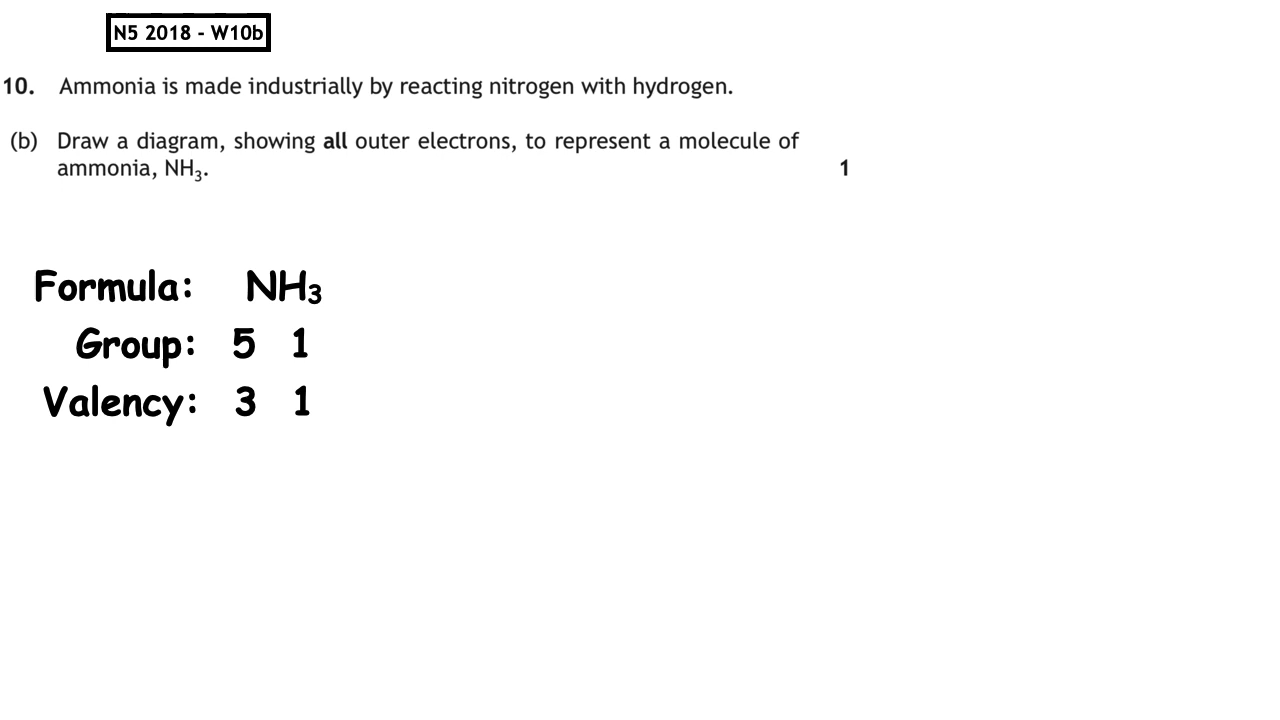 N5 2018 - W10b
10. Ammonia is made industrially by reacting nitrogen with hydrogen.
(b) Draw a diagram, showing all outer electrons, to represent a molecule of
ammonia, NH₃. 1
Formula: NH₃
Group: 5 1
Valency: 3 1